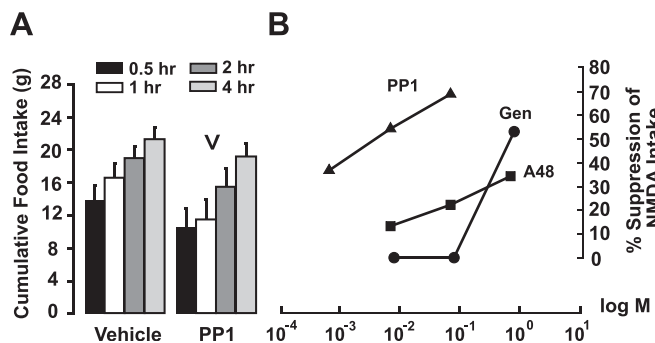 A
B
Cumulative Food Intake (g)
28
24
20
16
12
8
4
0
0.5 hr
2 hr
1 hr
4 hr
V
Vehicle
PP1
PP1
Gen
A48
80
70
60
50
40
30
20
10
0
% Suppression of
NMDA Intake
10⁻⁴
10⁻³
10⁻²
10⁻¹
10⁰
10¹
log M